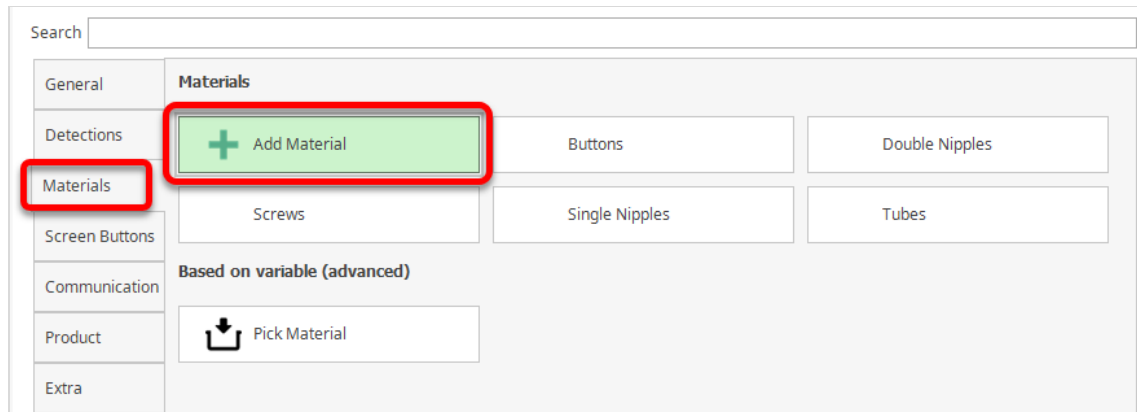 Search
General
Detections
Materials
Screen Buttons
Communication
Product
Extra
Materials
Add Material
Buttons
Double Nipples
Screws
Single Nipples
Tubes
Based on variable (advanced)
Pick Material